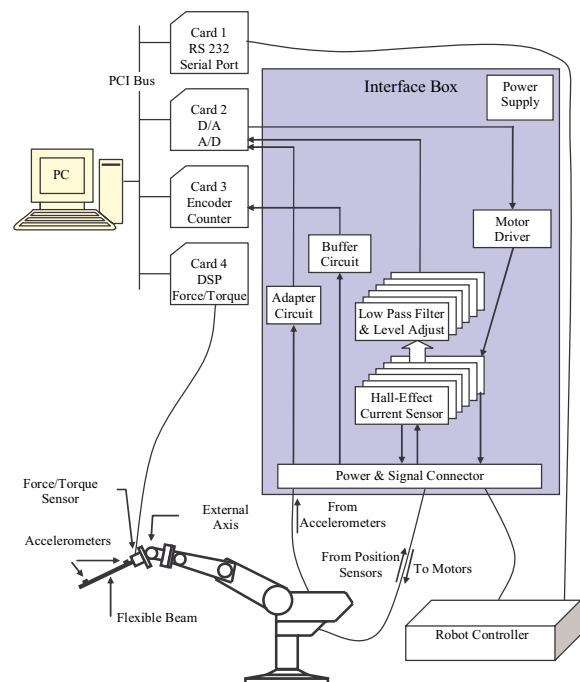 Card 1
RS 232
Serial Port
PCI Bus
Interface Box
Power
Supply
Card 2
D/A
A/D
PC
Card 3
Encoder
Counter
Motor
Driver
Buffer
Circuit
Card 4
DSP
Force/Torque
Adapter
Circuit
Low Pass Filter
& Level Adjust
Hall-Effect
Current Sensor
Power & Signal Connector
Force/Torque
Sensor
External
Axis
From
Accelerometers
Accelerometers
From Position
Sensors
To Motors
Flexible Beam
Robot Controller